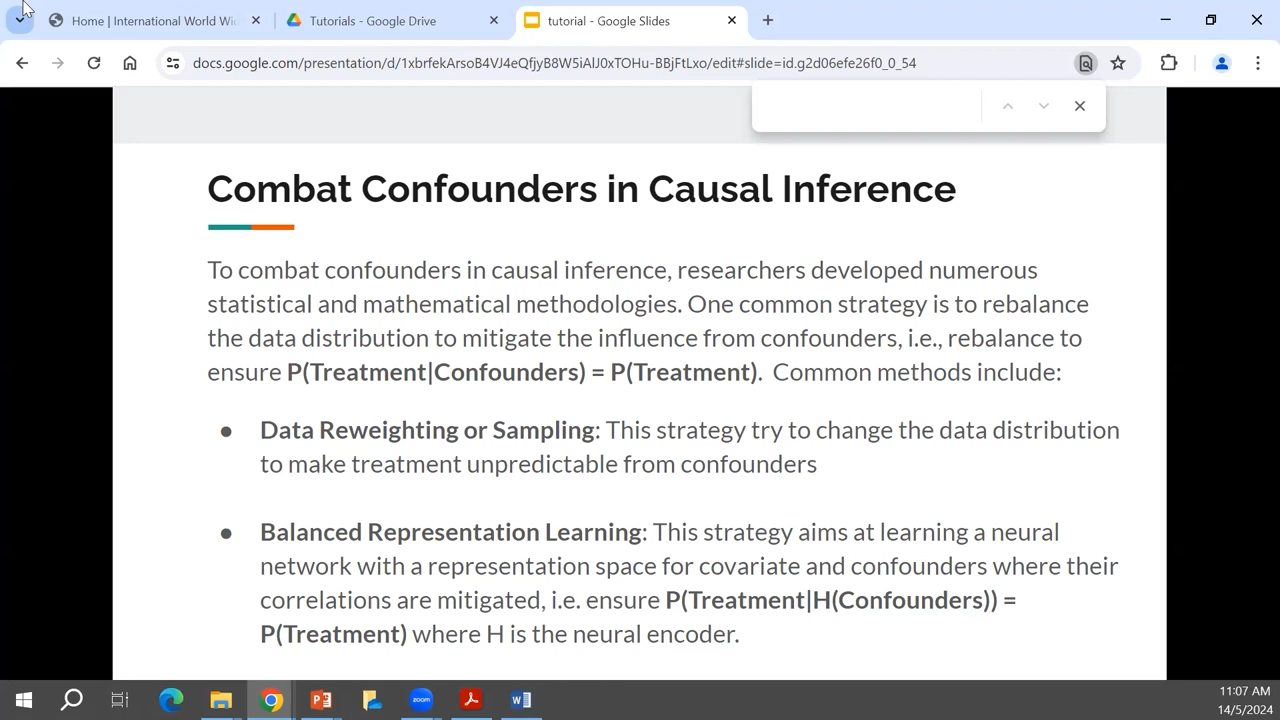 Home | International World Wi
Tutorials - Google Drive
tutorial - Google Slides
docs.google.com/presentation/d/1xbrfekArsoB4VJ4eQfjyB8W5iAlJ0xTOHu-BBjFtLxo/edit#slide=id.g2d06efe26f0_0_54
Combat Confounders in Causal Inference
To combat confounders in causal inference, researchers developed numerous
statistical and mathematical methodologies. One common strategy is to rebalance
the data distribution to mitigate the influence from confounders, i.e., rebalance to
ensure P(Treatment|Confounders) = P(Treatment). Common methods include:
● Data Reweighting or Sampling: This strategy try to change the data distribution
to make treatment unpredictable from confounders
● Balanced Representation Learning: This strategy aims at learning a neural
network with a representation space for covariate and confounders where their
correlations are mitigated, i.e. ensure P(Treatment|H(Confounders)) =
P(Treatment) where H is the neural encoder.
zoom
11:07 AM
14/5/2024